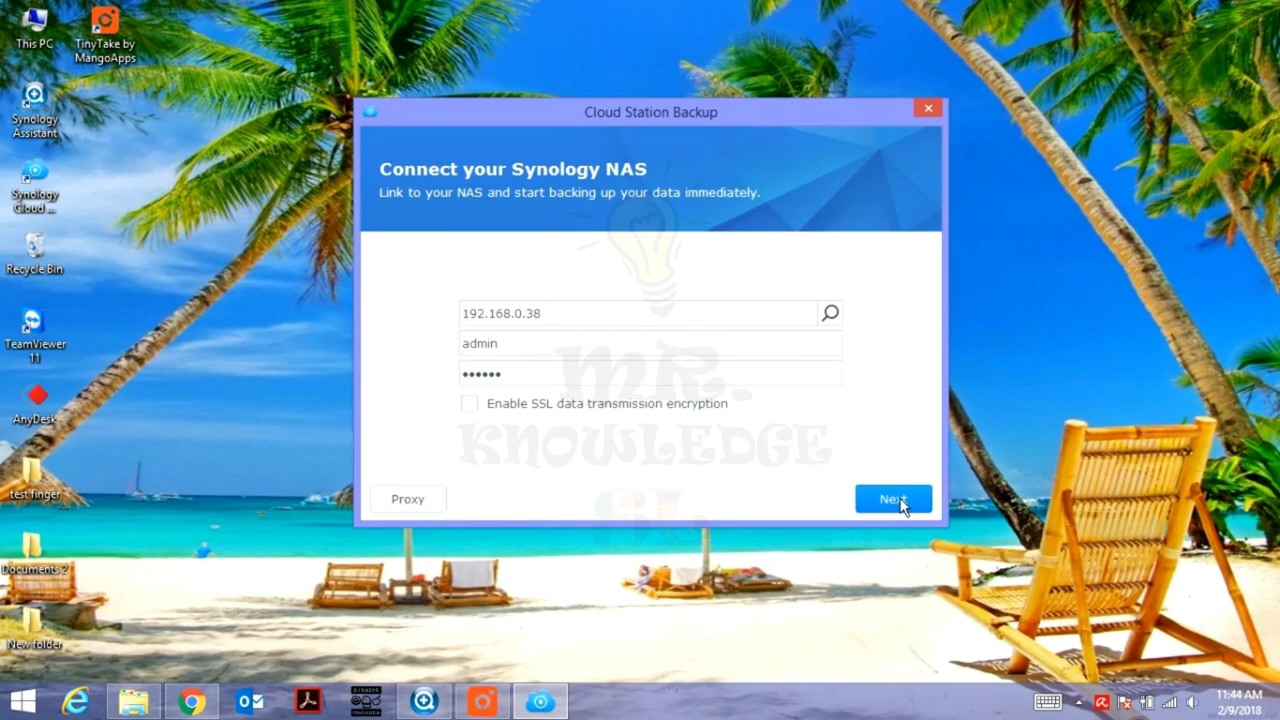 This PC
TinyTake by
MangoApps
Synology
Assistant
Synology
Cloud ...
Recycle Bin
TeamViewer
11
AnyDesk
test finger
Documents 2
New folder
Cloud Station Backup
Connect your Synology NAS
Link to your NAS and start backing up your data immediately.
192.168.0.38
admin
••••••
Enable SSL data transmission encryption
MR.
KNOWLEDGE
Proxy
Next
11:44 AM
2/9/2018